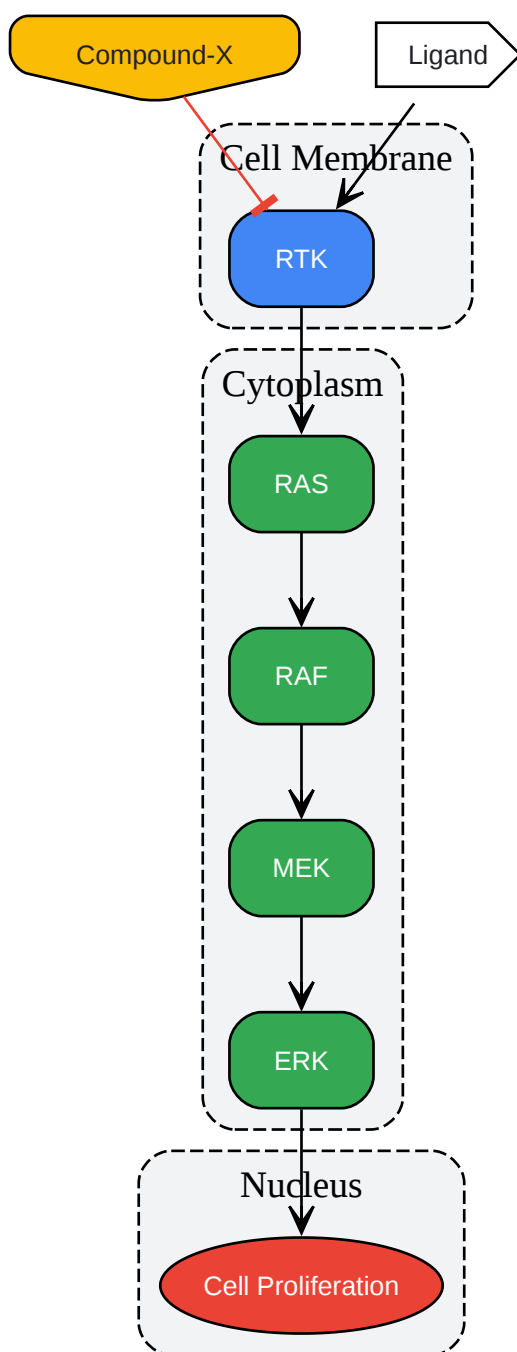 Compound-X
Ligand
Cell Membrane
RTK
Cytoplasm
RAS
RAF
MEK
ERK
Nucleus
Cell Proliferation